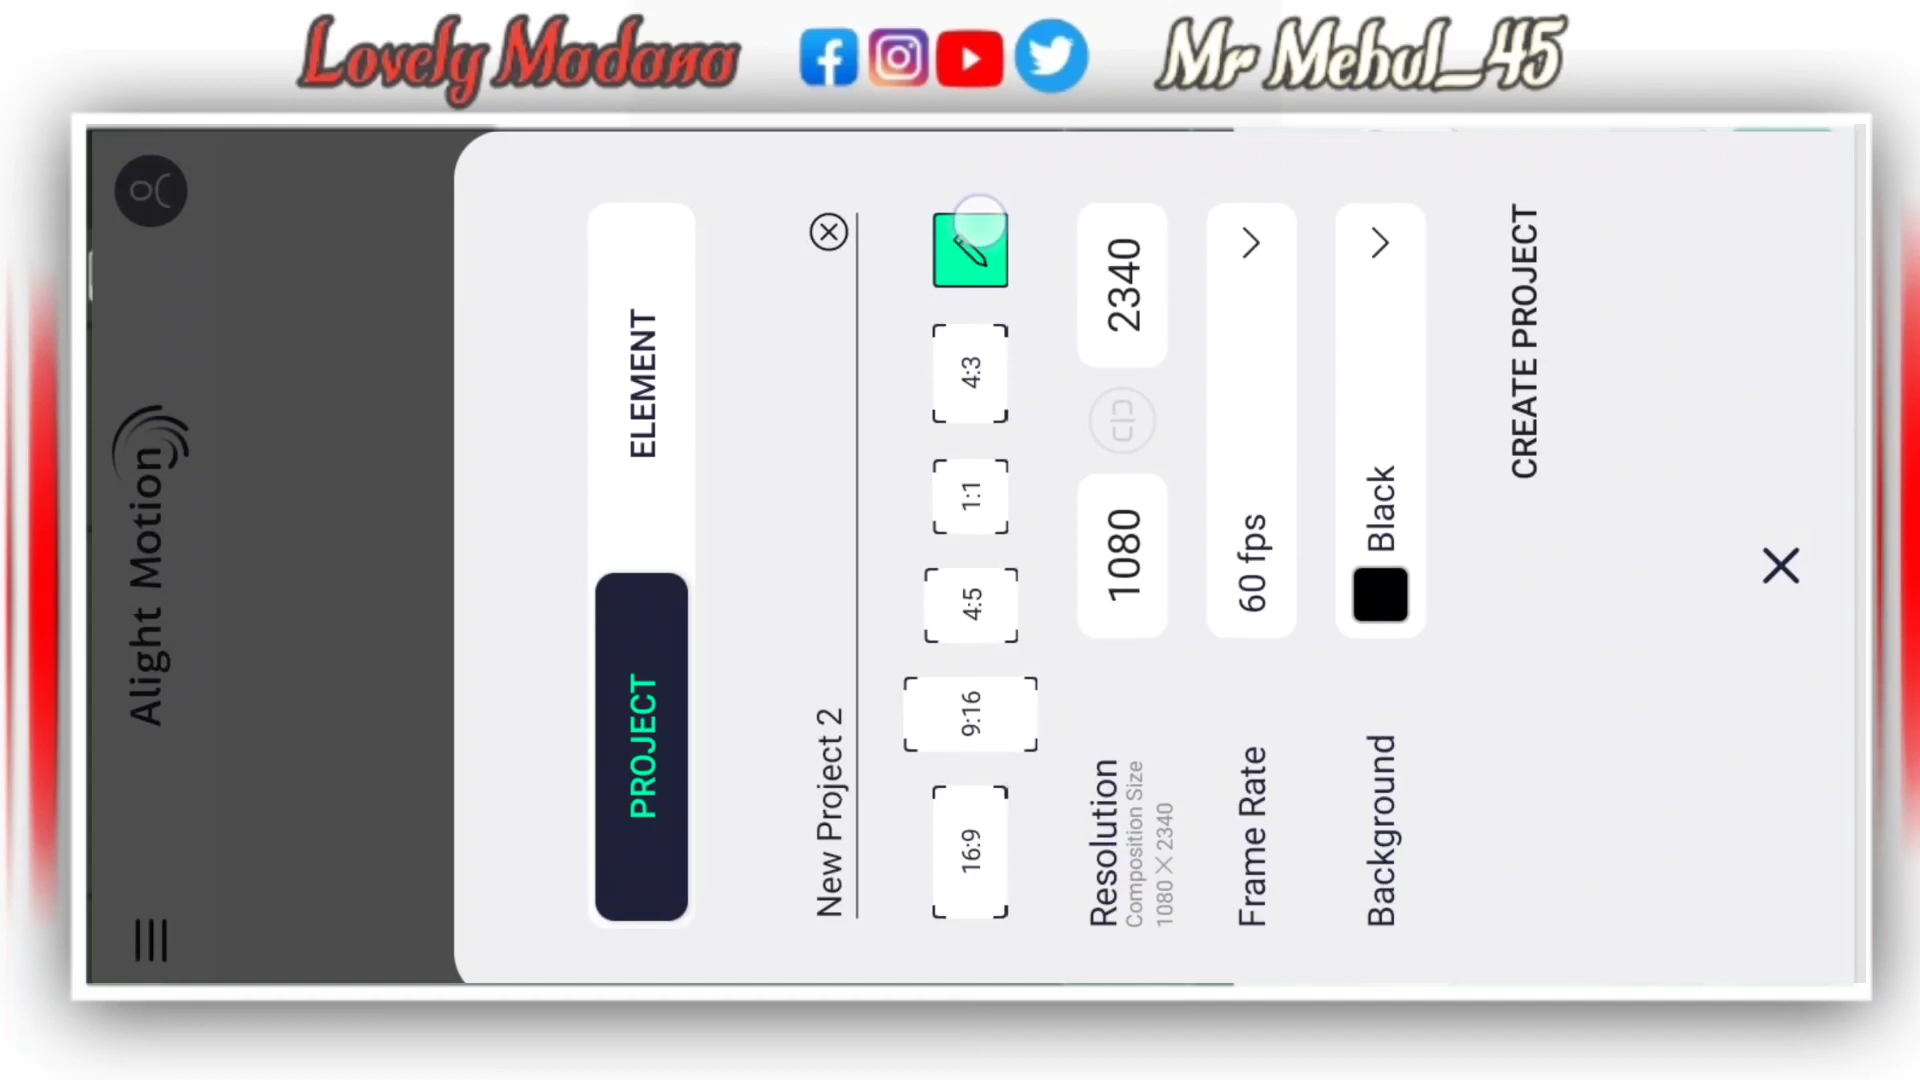 Lovely Madana
Mr Mehul_45
Alight Motion
PROJECT
ELEMENT
New Project 2
16:9
9:16
4:5
1:1
4:3
Resolution
Composition Size
1080 X 2340
1080
2340
Frame Rate
60 fps
Background
Black
CREATE PROJECT